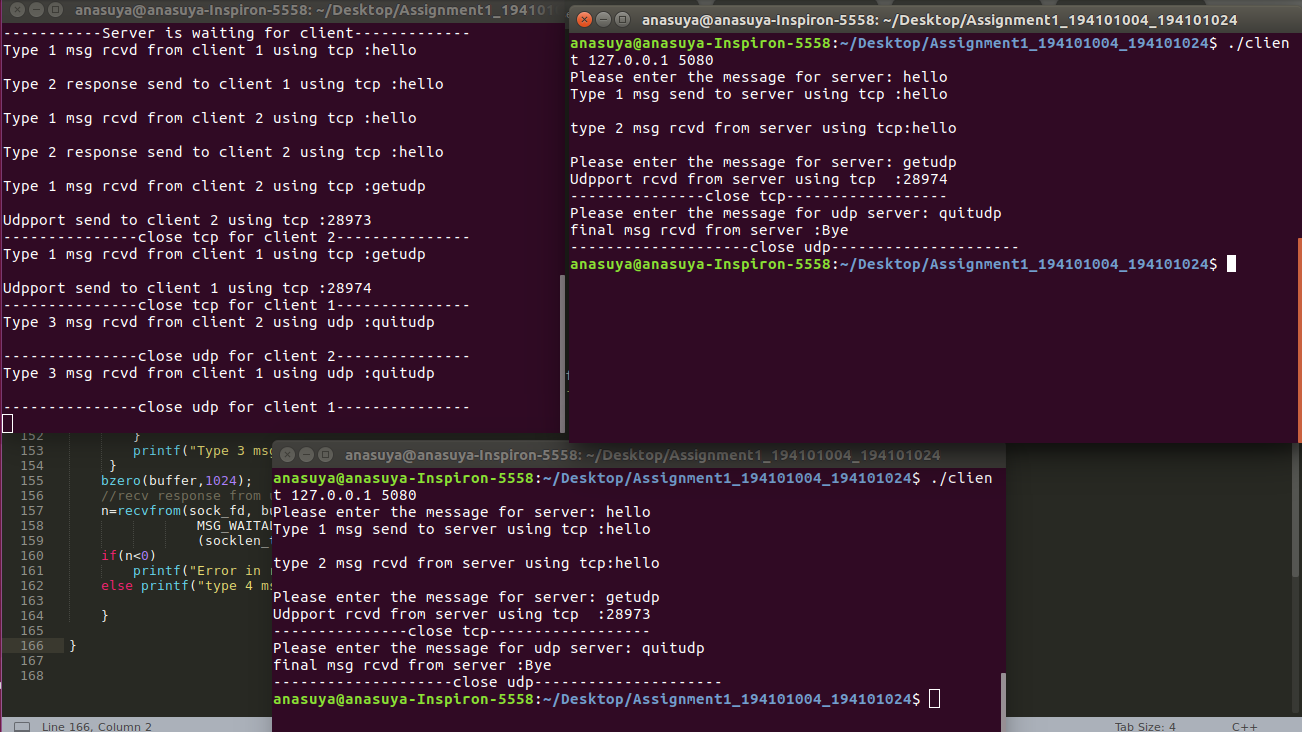 anasuya@anasuya-Inspiron-5558: ~/Desktop/Assignment1_1941010
-----------Server is waiting for client-------------
Type 1 msg rcvd from client 1 using tcp :hello
Type 2 response send to client 1 using tcp :hello
Type 1 msg rcvd from client 2 using tcp :hello
Type 2 response send to client 2 using tcp :hello
Type 1 msg rcvd from client 2 using tcp :getudp
Udpport send to client 2 using tcp :28973
---------------close tcp for client 2---------------
Type 1 msg rcvd from client 1 using tcp :getudp
Udpport send to client 1 using tcp :28974
---------------close tcp for client 1---------------
Type 3 msg rcvd from client 2 using udp :quitudp
---------------close udp for client 2---------------
Type 3 msg rcvd from client 1 using udp :quitudp
---------------close udp for client 1---------------
anasuya@anasuya-Inspiron-5558: ~/Desktop/Assignment1_194101004_194101024
anasuya@anasuya-Inspiron-5558:~/Desktop/Assignment1_194101004_194101024$ ./clien
t 127.0.0.1 5080
Please enter the message for server: hello
Type 1 msg send to server using tcp :hello
type 2 msg rcvd from server using tcp:hello
Please enter the message for server: getudp
Udpport rcvd from server using tcp  :28974
---------------close tcp------------------
Please enter the message for udp server: quitudp
final msg rcvd from server :Bye
--------------------close udp---------------------
anasuya@anasuya-Inspiron-5558:~/Desktop/Assignment1_194101004_194101024$
152 }
153 printf("Type 3 msg
154 }
155 bzero(buffer,1024);
156 //recv response from
157 n=recvfrom(sock_fd,
158 MSG_WAITAL
159 (socklen_
160 if(n<0)
161 printf("Error in
162 else printf("type 4 ms
163
164 }
165
166 }
167
168
anasuya@anasuya-Inspiron-5558: ~/Desktop/Assignment1_194101004_194101024
anasuya@anasuya-Inspiron-5558:~/Desktop/Assignment1_194101004_194101024$ ./clien
t 127.0.0.1 5080
Please enter the message for server: hello
Type 1 msg send to server using tcp :hello
type 2 msg rcvd from server using tcp:hello
Please enter the message for server: getudp
Udpport rcvd from server using tcp  :28973
---------------close tcp------------------
Please enter the message for udp server: quitudp
final msg rcvd from server :Bye
--------------------close udp---------------------
anasuya@anasuya-Inspiron-5558:~/Desktop/Assignment1_194101004_194101024$
Line 166, Column 2
Tab Size: 4
C++